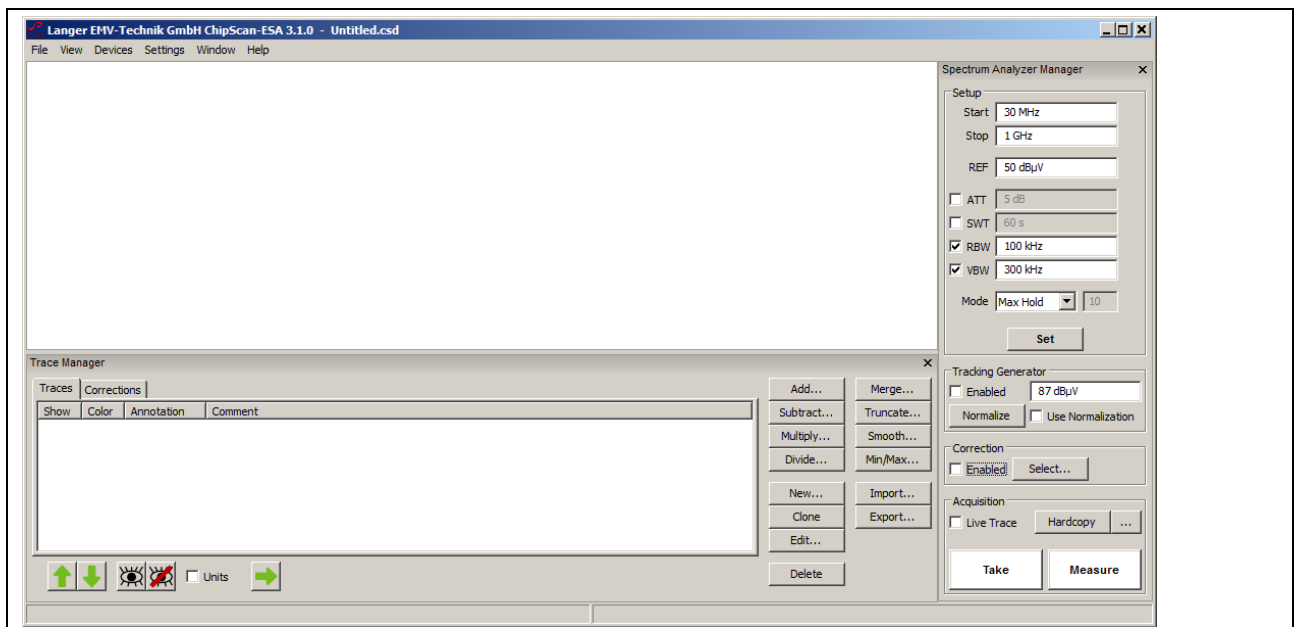 Langer EMV-Technik GmbH ChipScan-ESA 3.1.0 - Untitled.csd
File View Devices Settings Window Help
Spectrum Analyzer Manager
Setup
Start 30 MHz
Stop 1 GHz
REF 50 dBµV
ATT 5 dB
SWT 60 s
RBW 100 kHz
VBW 300 kHz
Mode Max Hold 10
Set
Tracking Generator
Enabled 87 dBµV
Normalize Use Normalization
Correction
Enabled Select...
Acquisition
Live Trace Hardcopy ...
Take Measure
Trace Manager
Traces Corrections
Show Color Annotation Comment
Add... Merge...
Subtract... Truncate...
Multiply... Smooth...
Divide... Min/Max...
New... Import...
Clone Export...
Edit...
Units
Delete